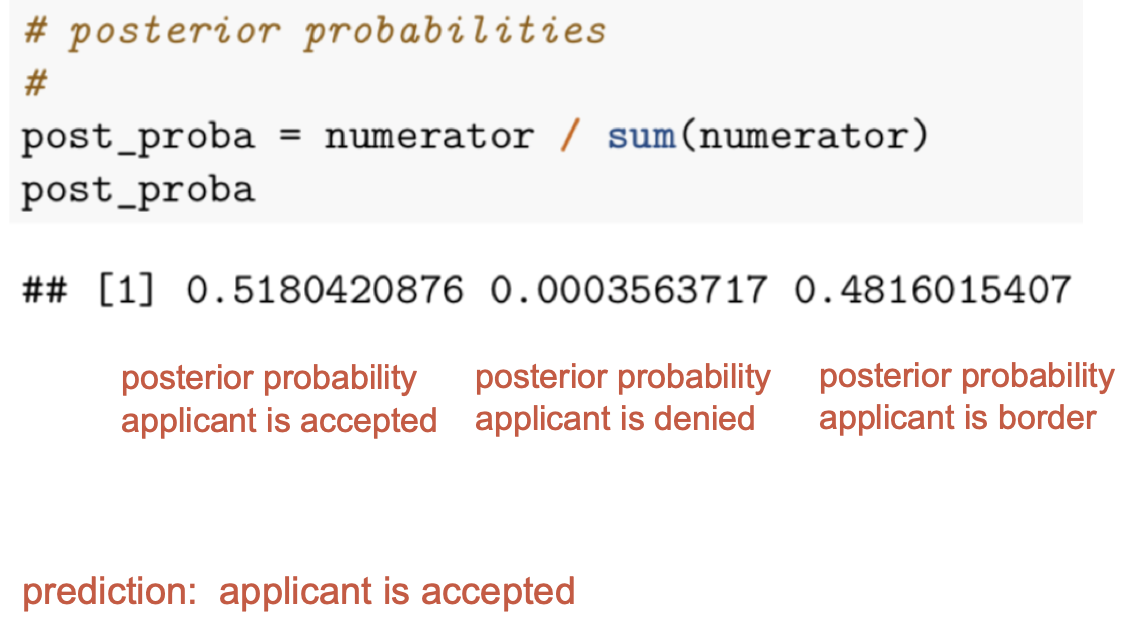 # posterior probabilities
#
post_proba = numerator / sum(numerator)
post_proba
## [1] 0.5180420876 0.0003563717 0.4816015407
posterior probability
applicant is accepted
posterior probability
applicant is denied
posterior probability
applicant is border
prediction: applicant is accepted